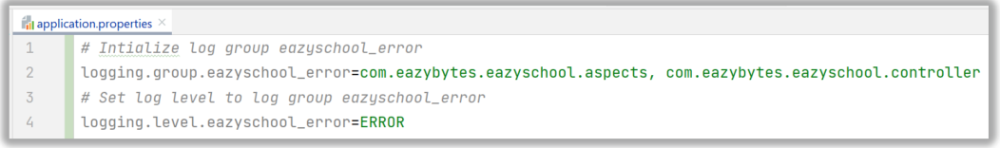 application.properties
1 # Intialize log group eazyschool_error
2 logging.group.eazyschool_error=com.eazybytes.eazyschool.aspects, com.eazybytes.eazyschool.controller
3 # Set log level to log group eazyschool_error
4 logging.level.eazyschool_error=ERROR